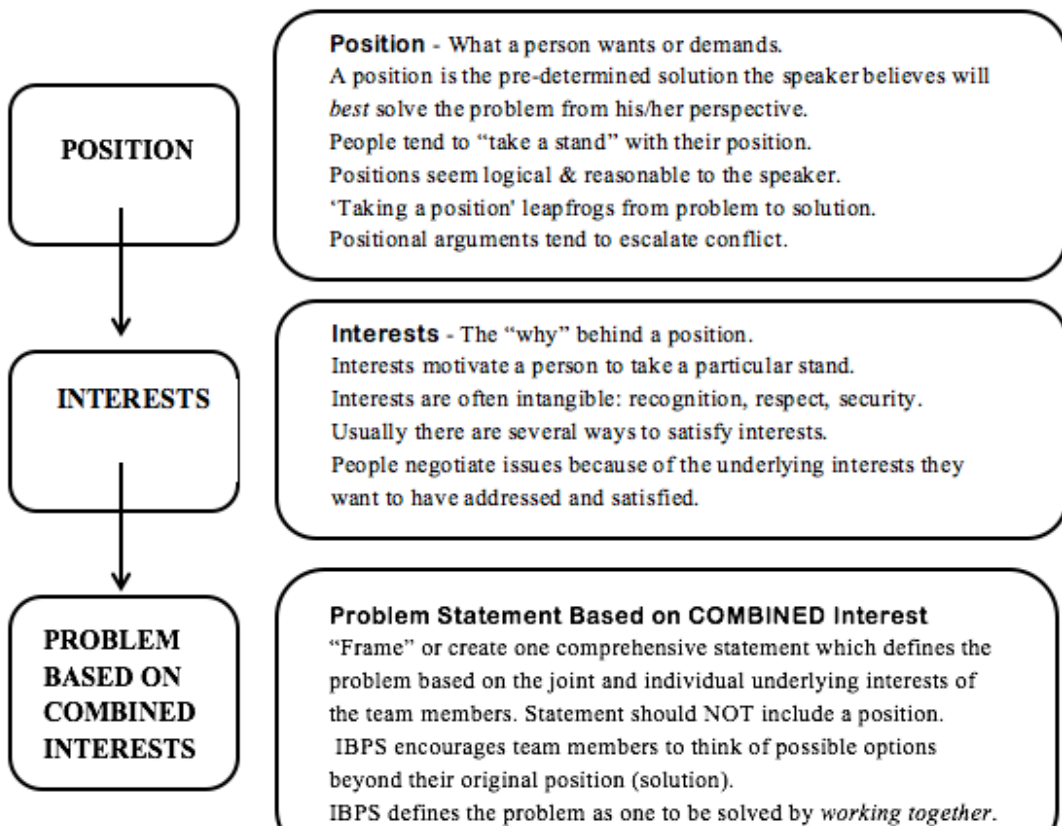 POSITION
Position - What a person wants or demands.
A position is the pre-determined solution the speaker believes will
best solve the problem from his/her perspective.
People tend to “take a stand” with their position.
Positions seem logical & reasonable to the speaker.
‘Taking a position' leapfrogs from problem to solution.
Positional arguments tend to escalate conflict.
INTERESTS
Interests - The “why” behind a position.
Interests motivate a person to take a particular stand.
Interests are often intangible: recognition, respect, security.
Usually there are several ways to satisfy interests.
People negotiate issues because of the underlying interests they
want to have addressed and satisfied.
PROBLEM
BASED ON
COMBINED
INTERESTS
Problem Statement Based on COMBINED Interest
“Frame” or create one comprehensive statement which defines the
problem based on the joint and individual underlying interests of
the team members. Statement should NOT include a position.
IBPS encourages team members to think of possible options
beyond their original position (solution).
IBPS defines the problem as one to be solved by working together.